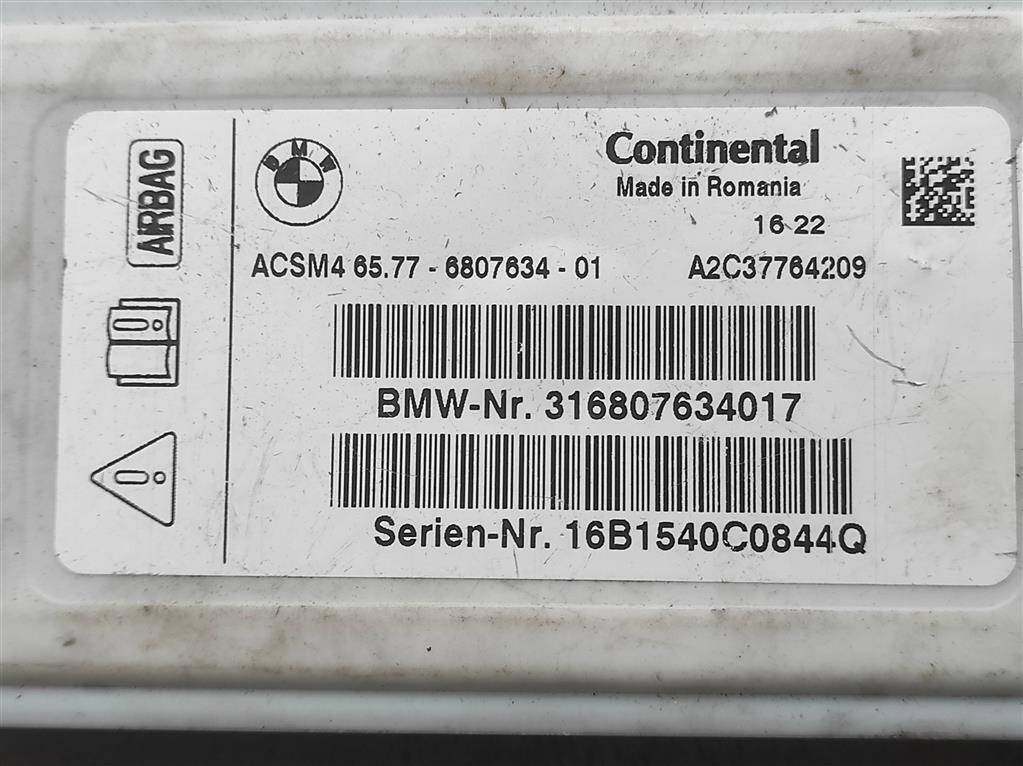 AIRBAG
BMW
Continental
Made in Romania
16 22
ACSM4 65.77 - 6807634 - 01 A2C37764209
BMW-Nr. 316807634017
Serien-Nr. 16B1540C0844Q